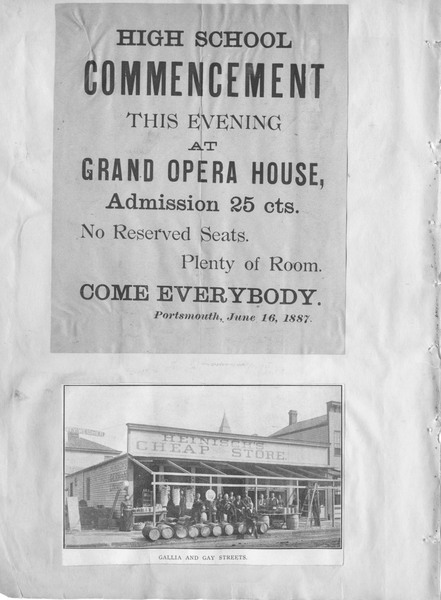 HIGH SCHOOL
COMMENCEMENT
THIS EVENING
AT
GRAND OPERA HOUSE,
Admission 25 cts.
No Reserved Seats.
Plenty of Room.
COME EVERYBODY.
Portsmouth, June 16, 1887.
HEINISCH'S
CHEAP STORE
GALLIA AND GAY STREETS.